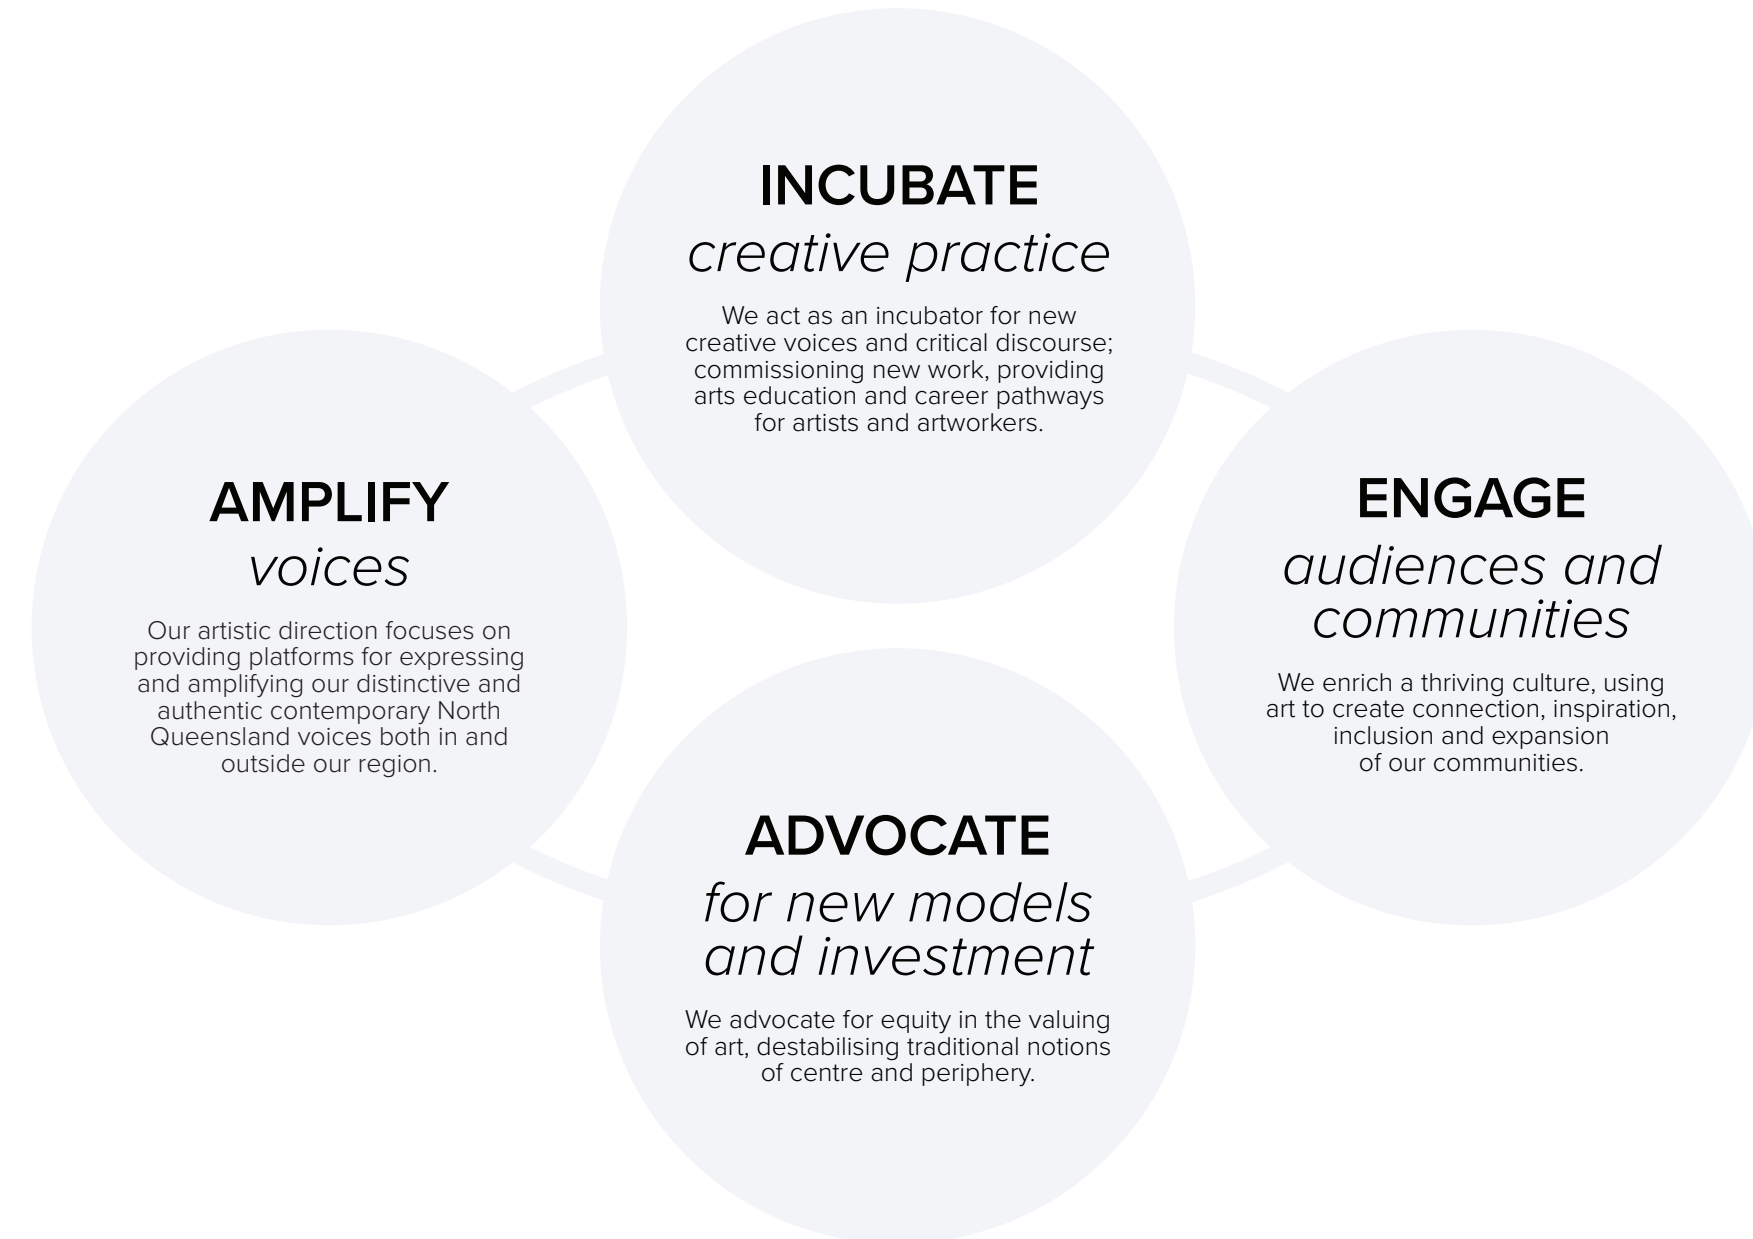 INCUBATE
creative practice
We act as an incubator for new
creative voices and critical discourse;
commissioning new work, providing
arts education and career pathways
for artists and artworkers.
AMPLIFY
voices
Our artistic direction focuses on
providing platforms for expressing
and amplifying our distinctive and
authentic contemporary North
Queensland voices both in and
outside our region.
ENGAGE
audiences and
communities
We enrich a thriving culture, using
art to create connection, inspiration,
inclusion and expansion
of our communities.
ADVOCATE
for new models
and investment
We advocate for equity in the valuing
of art, destabilising traditional notions
of centre and periphery.